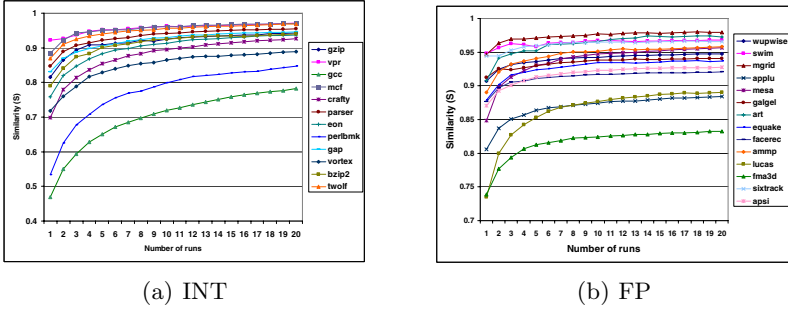 Similarity (S)
1
0.9
0.8
0.7
0.6
0.5
0.4
1 2 3 4 5 6 7 8 9 10 11 12 13 14 15 16 17 18 19 20
Number of runs
gzip
vpr
gcc
mcf
crafty
parser
eon
perlbmk
gap
vortex
bzip2
twolf
(a) INT
Similarity (S)
1
0.95
0.9
0.85
0.8
0.75
0.7
1 2 3 4 5 6 7 8 9 10 11 12 13 14 15 16 17 18 19 20
Number of runs
wupwise
swim
mgrid
applu
mesa
galgel
art
equake
facerec
ammp
lucas
fma3d
sixtrack
apsi
(b) FP